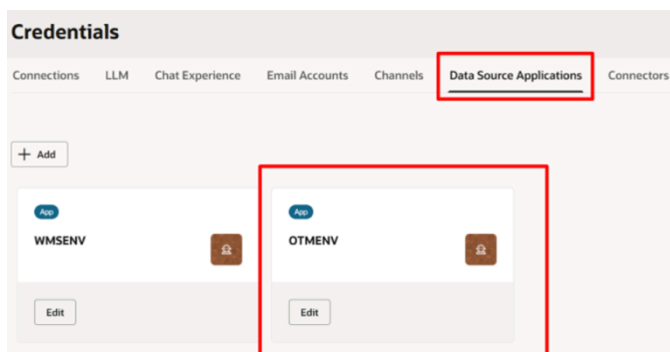 Credentials
Connections LLM Chat Experience Email Accounts Channels Data Source Applications Connectors
+ Add
App App
WMSENV OTMENV
Edit Edit